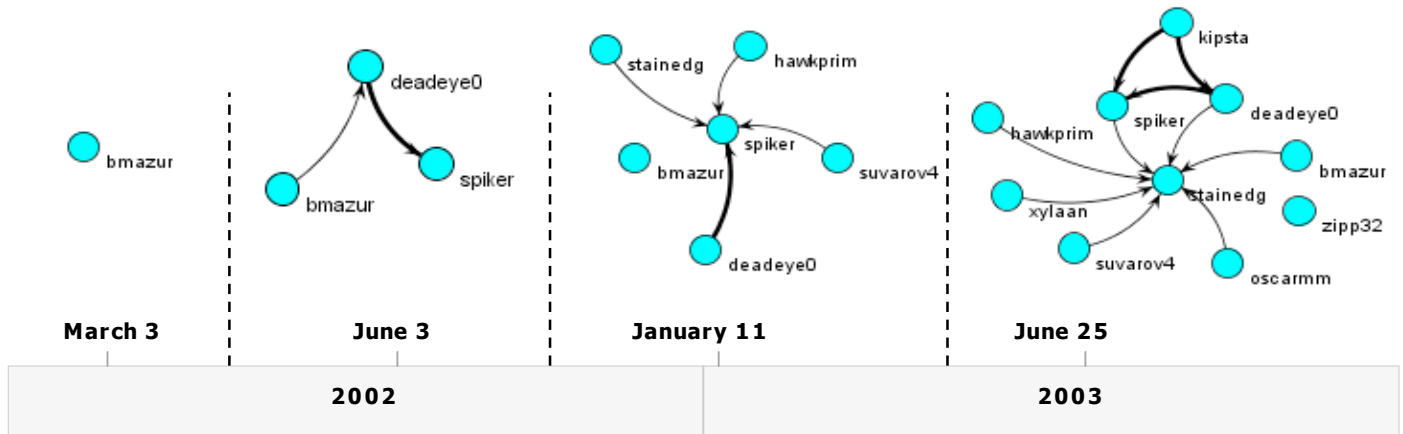 bmazur
deadeye0
bmazur
spiker
stainedg
hawkprim
spiker
bmazur
suvarov4
deadeye0
kipsta
spiker
deadeye0
hawkprim
bmazur
stainedg
xylaan
zipp32
suvarov4
oscarmm
March 3
June 3
January 11
June 25
2002
2003